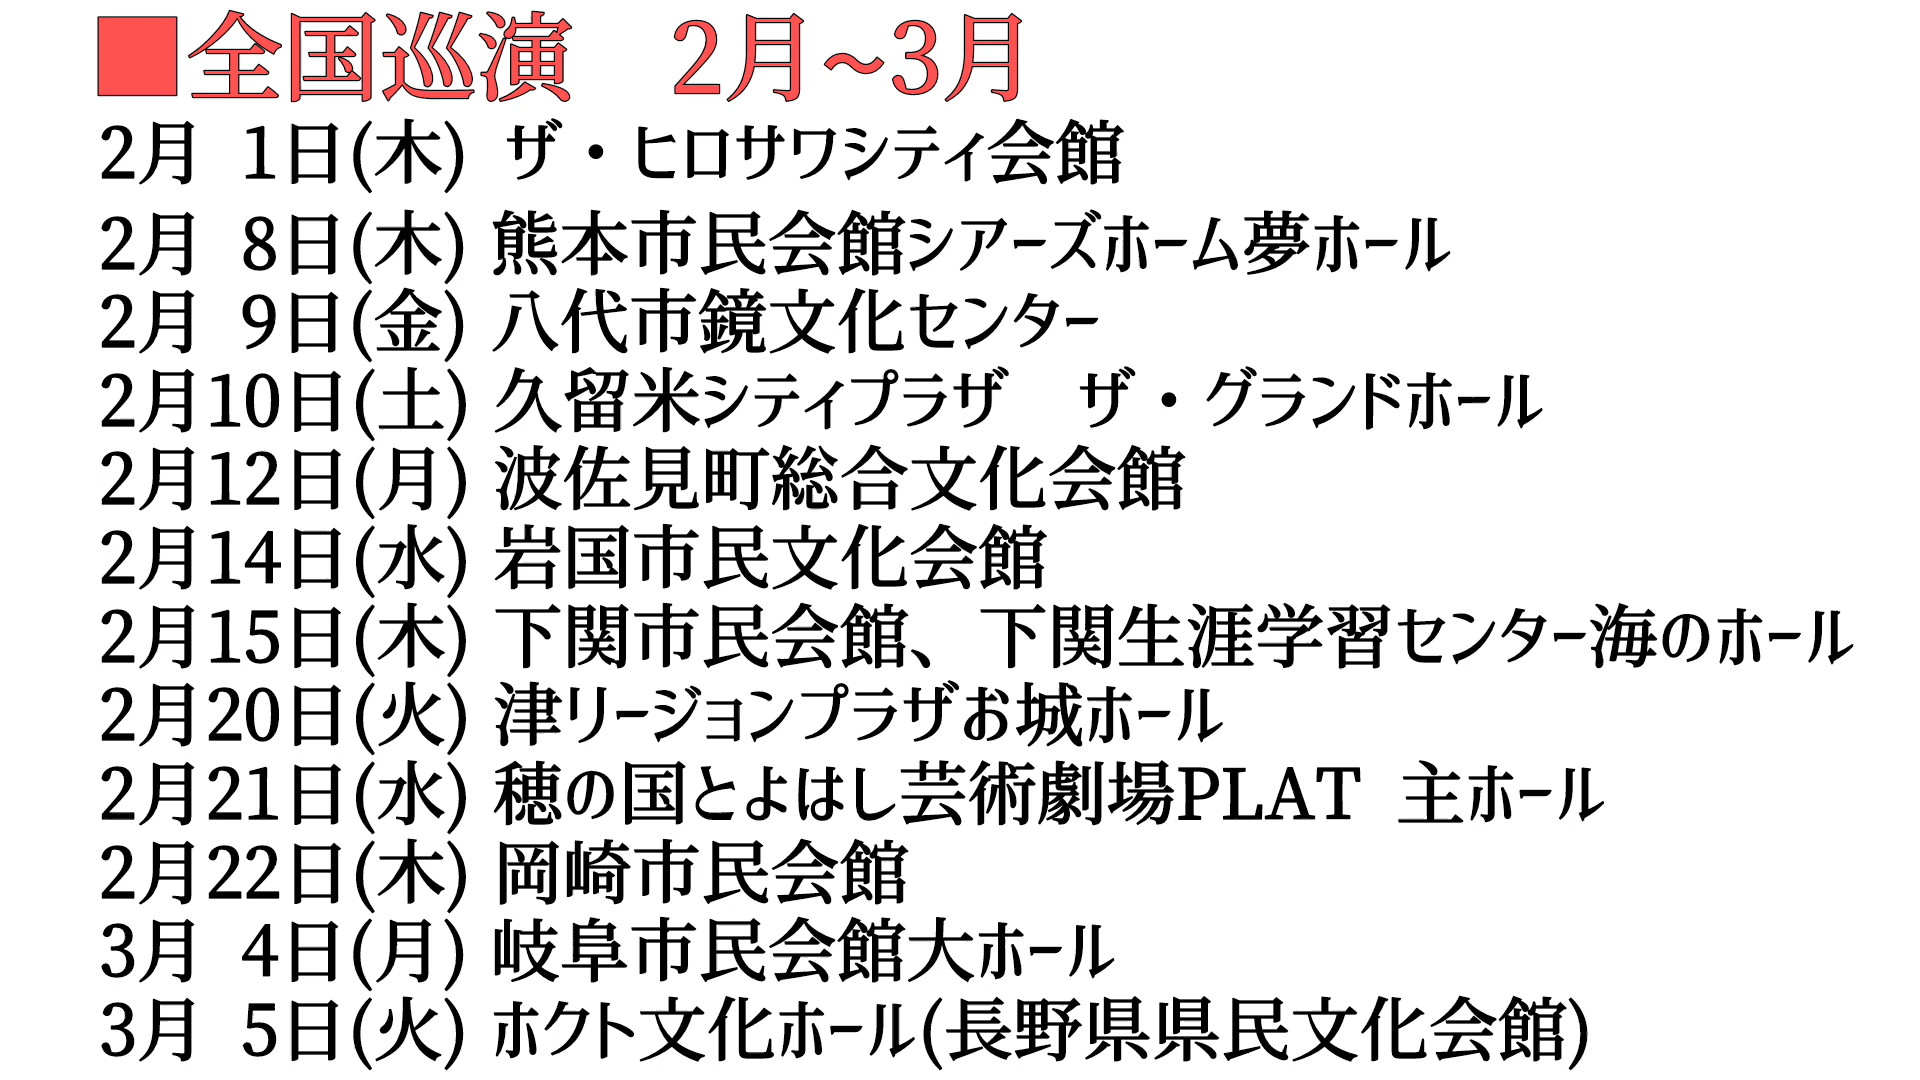 ■全国巡演　2月~3月
2月 1日(木) ザ・ヒロサワシティ会館
2月 8日(木) 熊本市民会館シアーズホーム夢ホール
2月 9日(金) 八代市鏡文化センター
2月10日(土) 久留米シティプラザ　ザ・グランドホール
2月12日(月) 波佐見町総合文化会館
2月14日(水) 岩国市民文化会館
2月15日(木) 下関市民会館、下関生涯学習センター海のホール
2月20日(火) 津リージョンプラザお城ホール
2月21日(水) 穂の国とよはし芸術劇場PLAT 主ホール
2月22日(木) 岡崎市民会館
3月 4日(月) 岐阜市民会館大ホール
3月 5日(火) ホクト文化ホール(長野県県民文化会館)